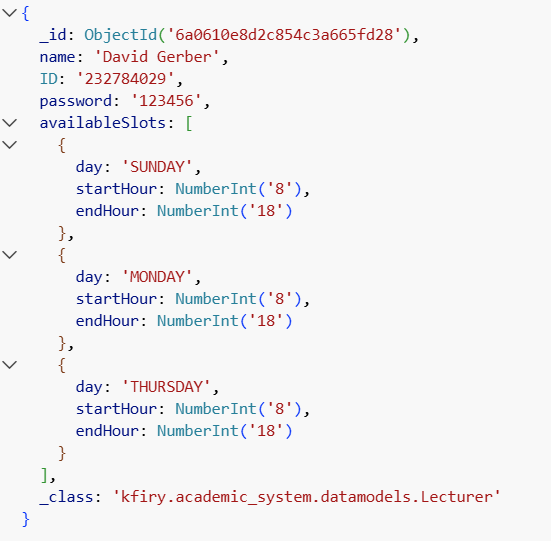 {
_id: ObjectId('6a0610e8d2c854c3a665fd28'),
name: 'David Gerber',
ID: '232784029',
password: '123456',
availableSlots: [
{
day: 'SUNDAY',
startHour: NumberInt('8'),
endHour: NumberInt('18')
},
{
day: 'MONDAY',
startHour: NumberInt('8'),
endHour: NumberInt('18')
},
{
day: 'THURSDAY',
startHour: NumberInt('8'),
endHour: NumberInt('18')
}
],
_class: 'kfiry.academic_system.datamodels.Lecturer'
}